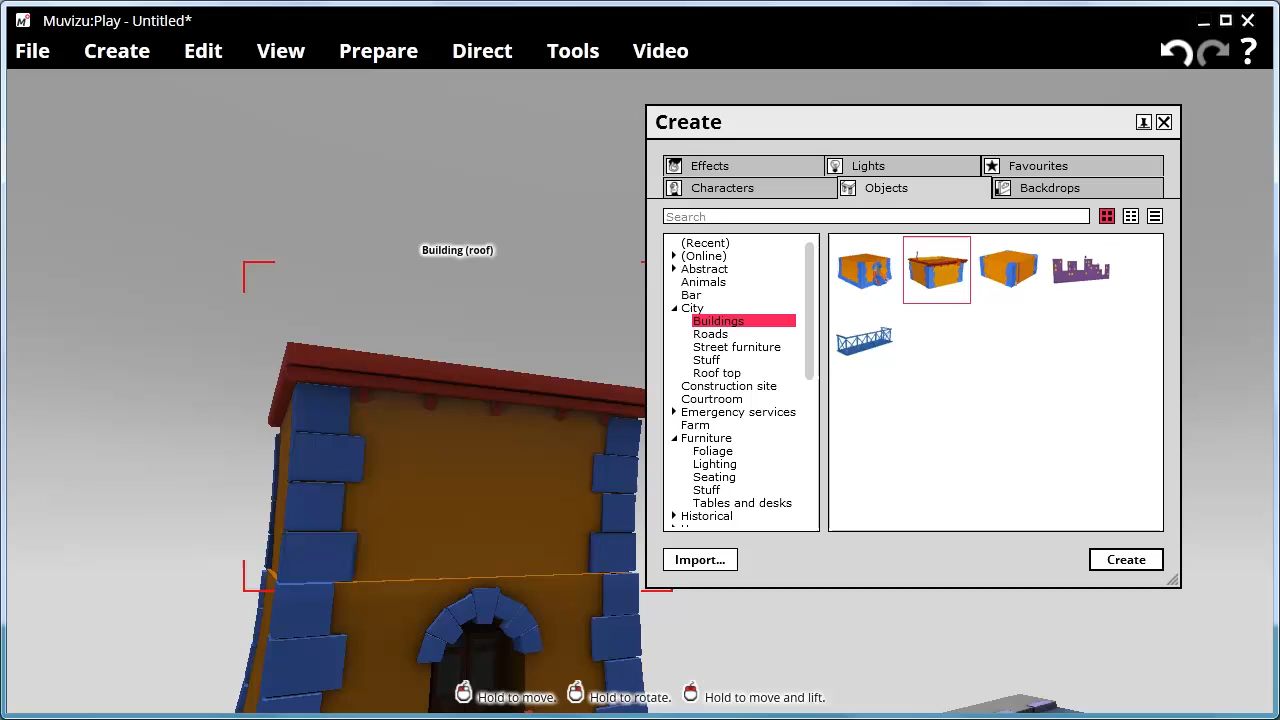 Muvizu:Play - Untitled*
File Create Edit View Prepare Direct Tools Video ?
Create
Effects Lights Favourites
Characters Objects Backdrops
Search
(Recent)
(Online)
Abstract
Animals
Bar
City
Buildings
Roads
Street furniture
Stuff
Roof top
Construction site
Courtroom
Emergency services
Farm
Furniture
Foliage
Lighting
Seating
Stuff
Tables and desks
Historical
Import... Create
Building (roof)
Hold to move. Hold to rotate. Hold to move and lift.